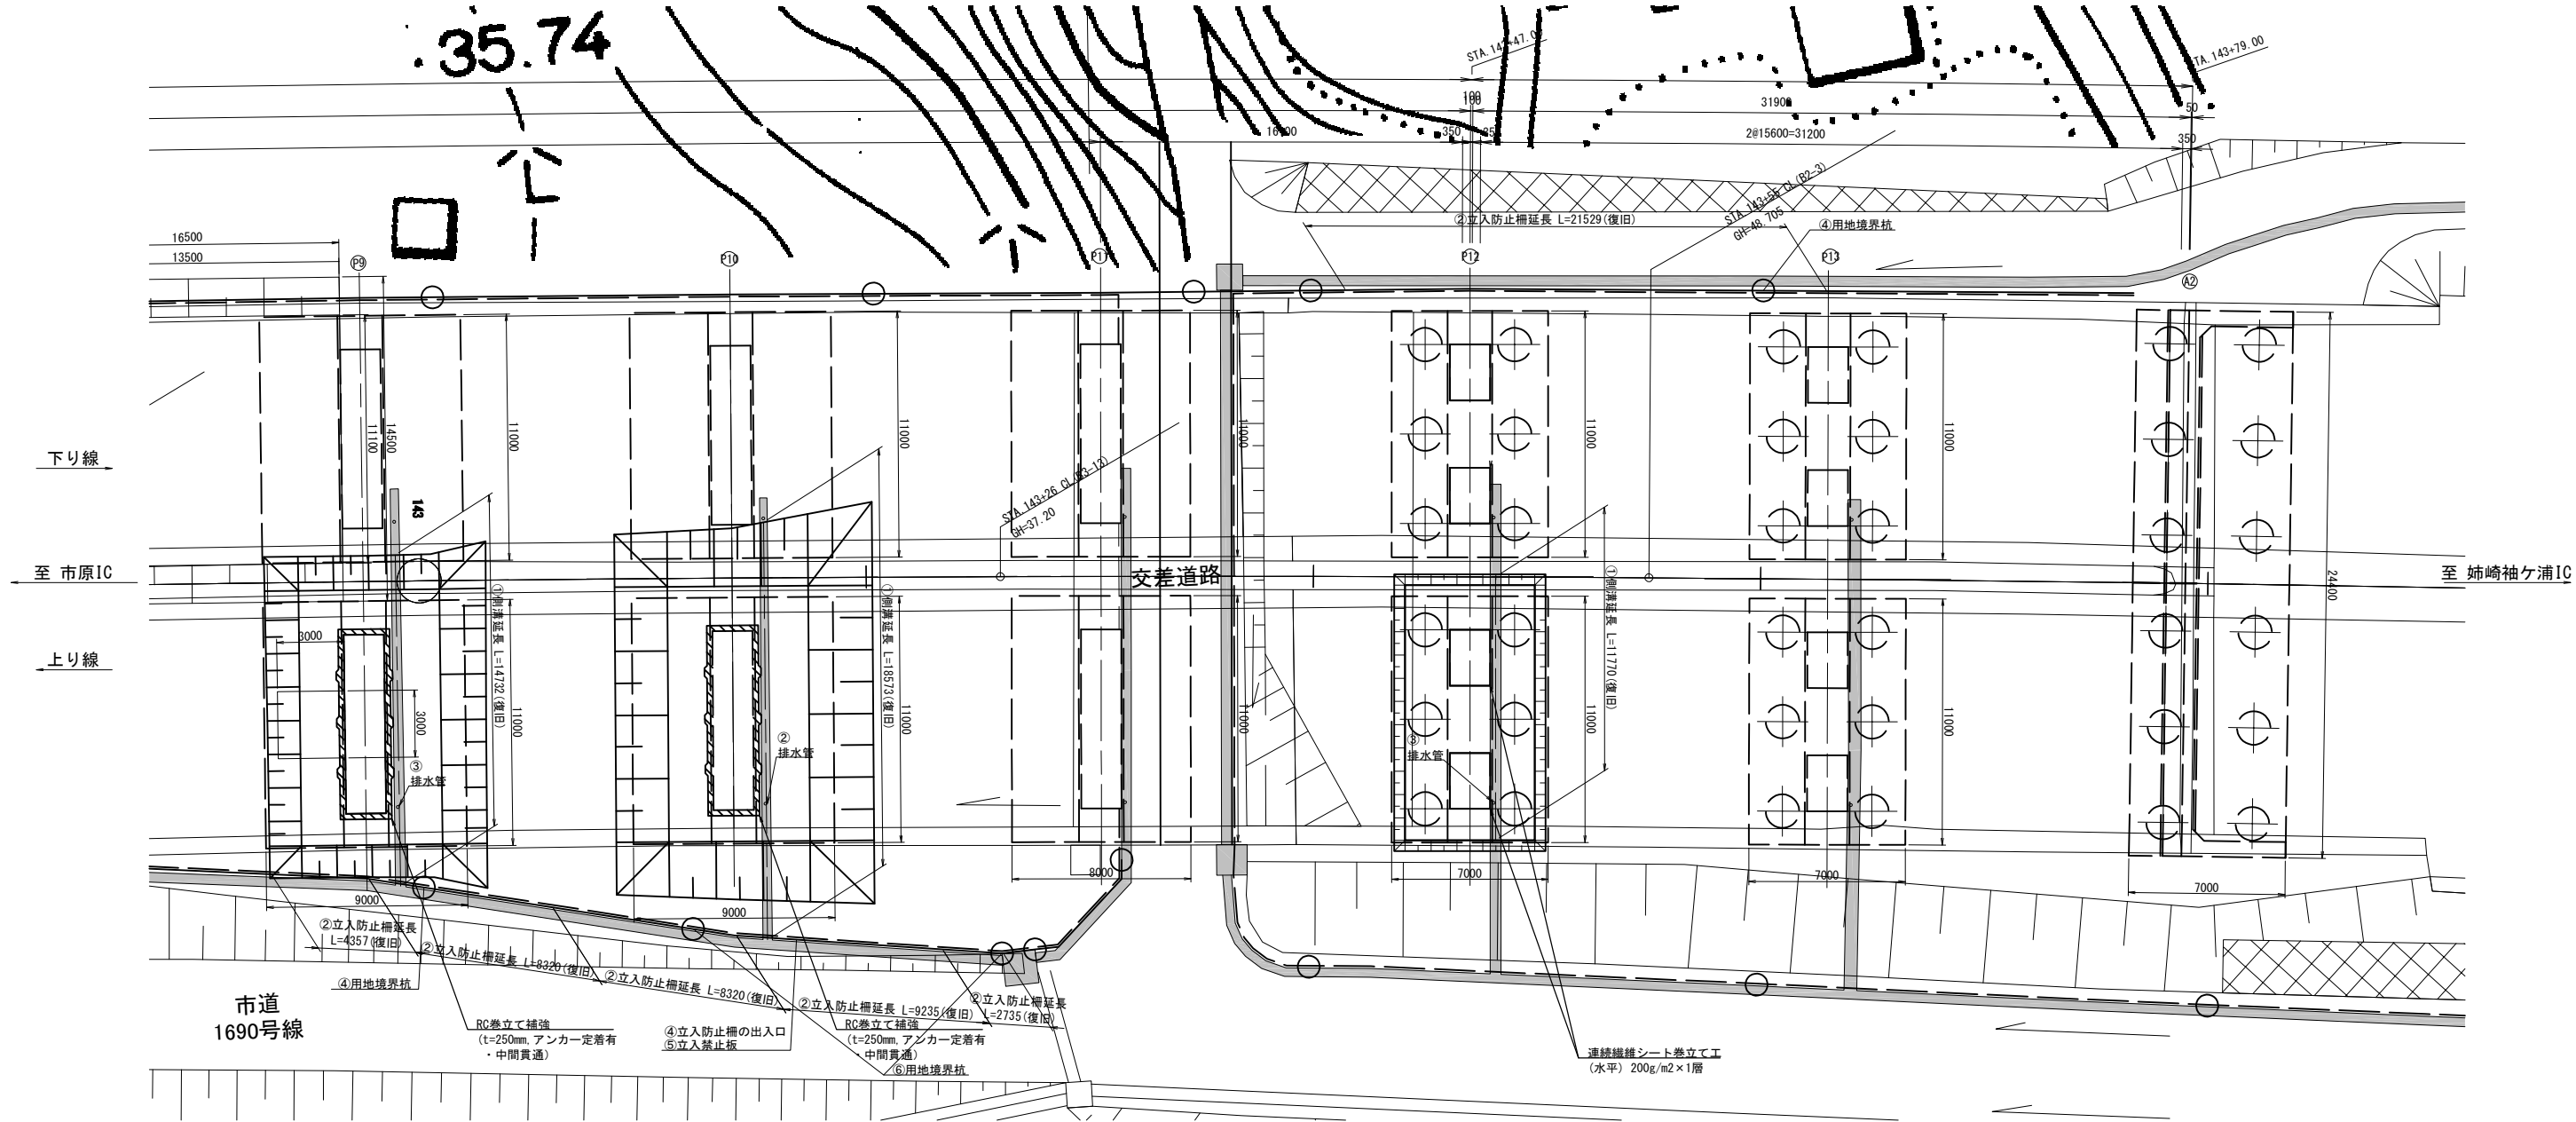 .35.74
STA.143+79.00
100
100
31900
50
16100
350
2@15600=31200
350
②立入防止柵延長 L=21529(復旧)
STA.143+55 CL(B2-3)
GH=48.705
④用地境界杭
16500
13500
P9
P10
P11
P12
P13
A2
11100
14500
11000
11000
11000
11000
11000
下り線
143
STA.143+26 CL(B3-13)
GH=37.20
至 市原IC
交差道路
至 姉崎袖ケ浦IC
24400
上り線
3000
3000
①側溝延長 L=14732(復旧)
11000
①側溝延長 L=18573(復旧)
11000
11000
①側溝延長 L=11770(復旧)
11000
11000
③
排水管
②
排水管
③
排水管
9000
9000
8000
7000
7000
7000
②立入防止柵延長
L=4357(復旧)
②立入防止柵延長 L=8320(復旧)
②立入防止柵延長 L=8320(復旧)
②立入防止柵延長 L=9235(復旧)
②立入防止柵延長
L=2735(復旧)
④用地境界杭
市道
1690号線
RC巻立て補強
(t=250mm,アンカー定着有
・中間貫通)
④立入防止柵の出入口
⑤立入禁止板
RC巻立て補強
(t=250mm,アンカー定着有
・中間貫通)
⑥用地境界杭
連続繊維シート巻立て工
(水平) 200g/m2×1層